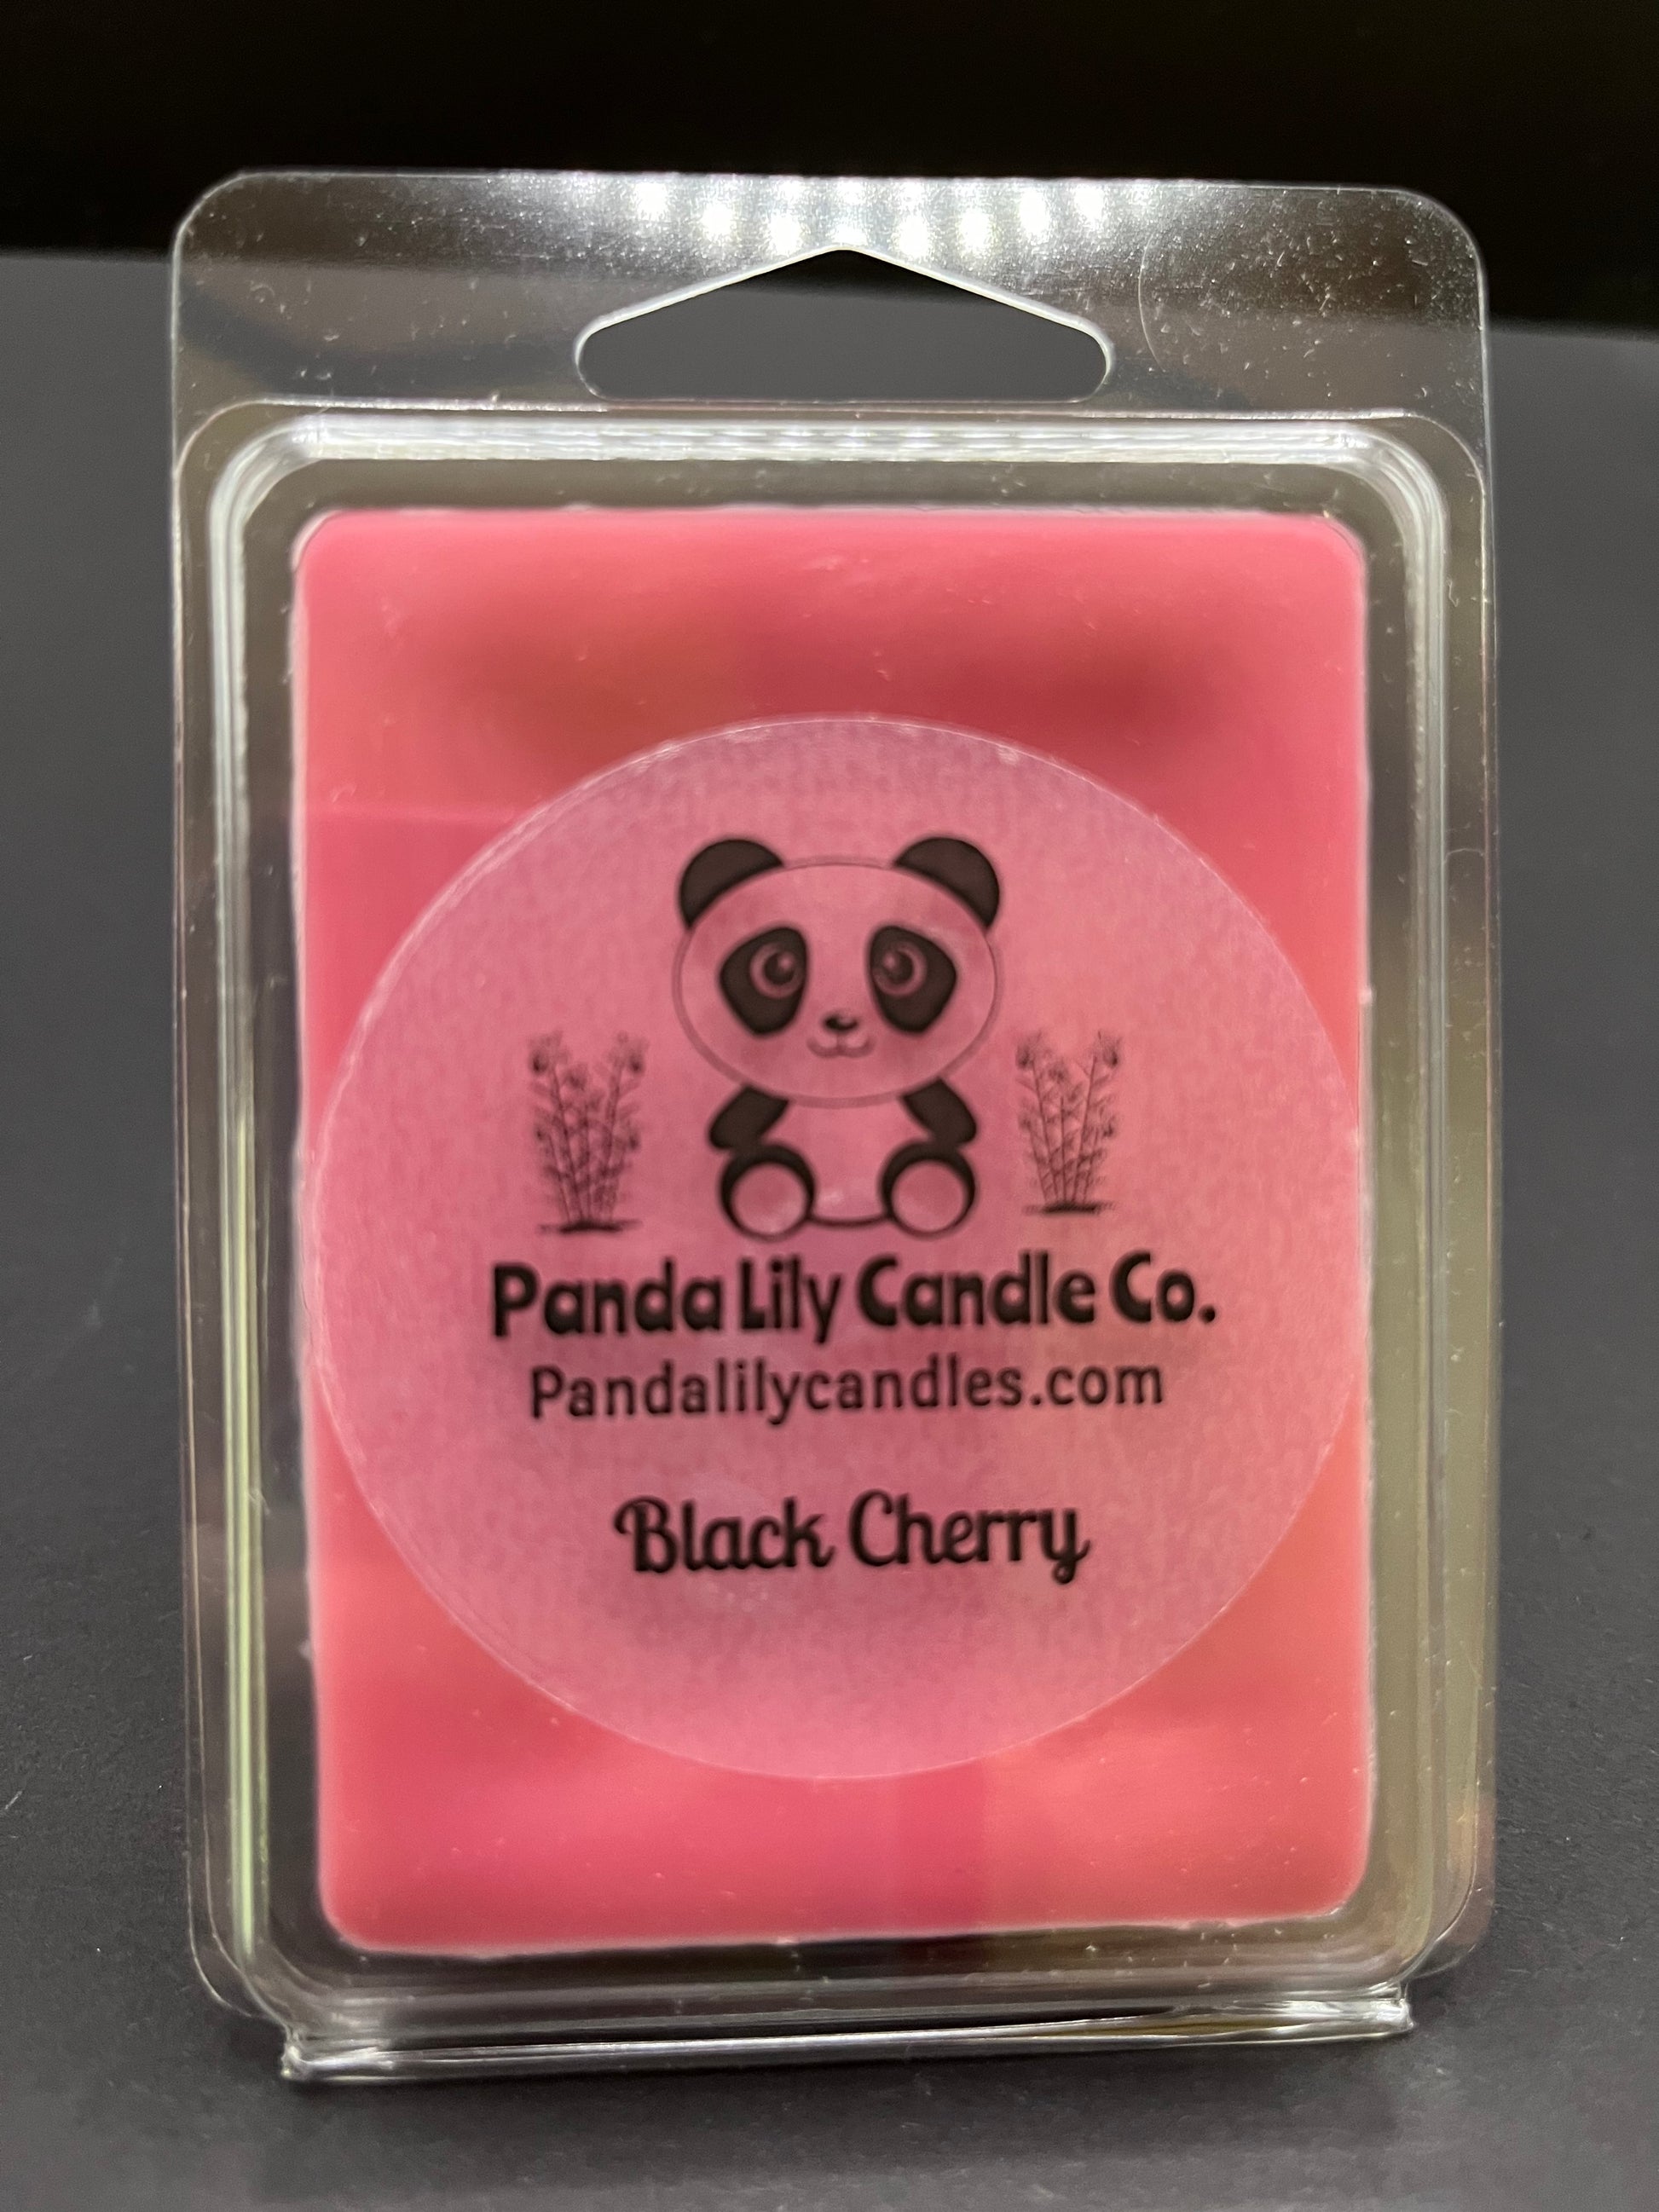 Panda Lily Candle Co.
Pandalilycandles.com
Black Cherry